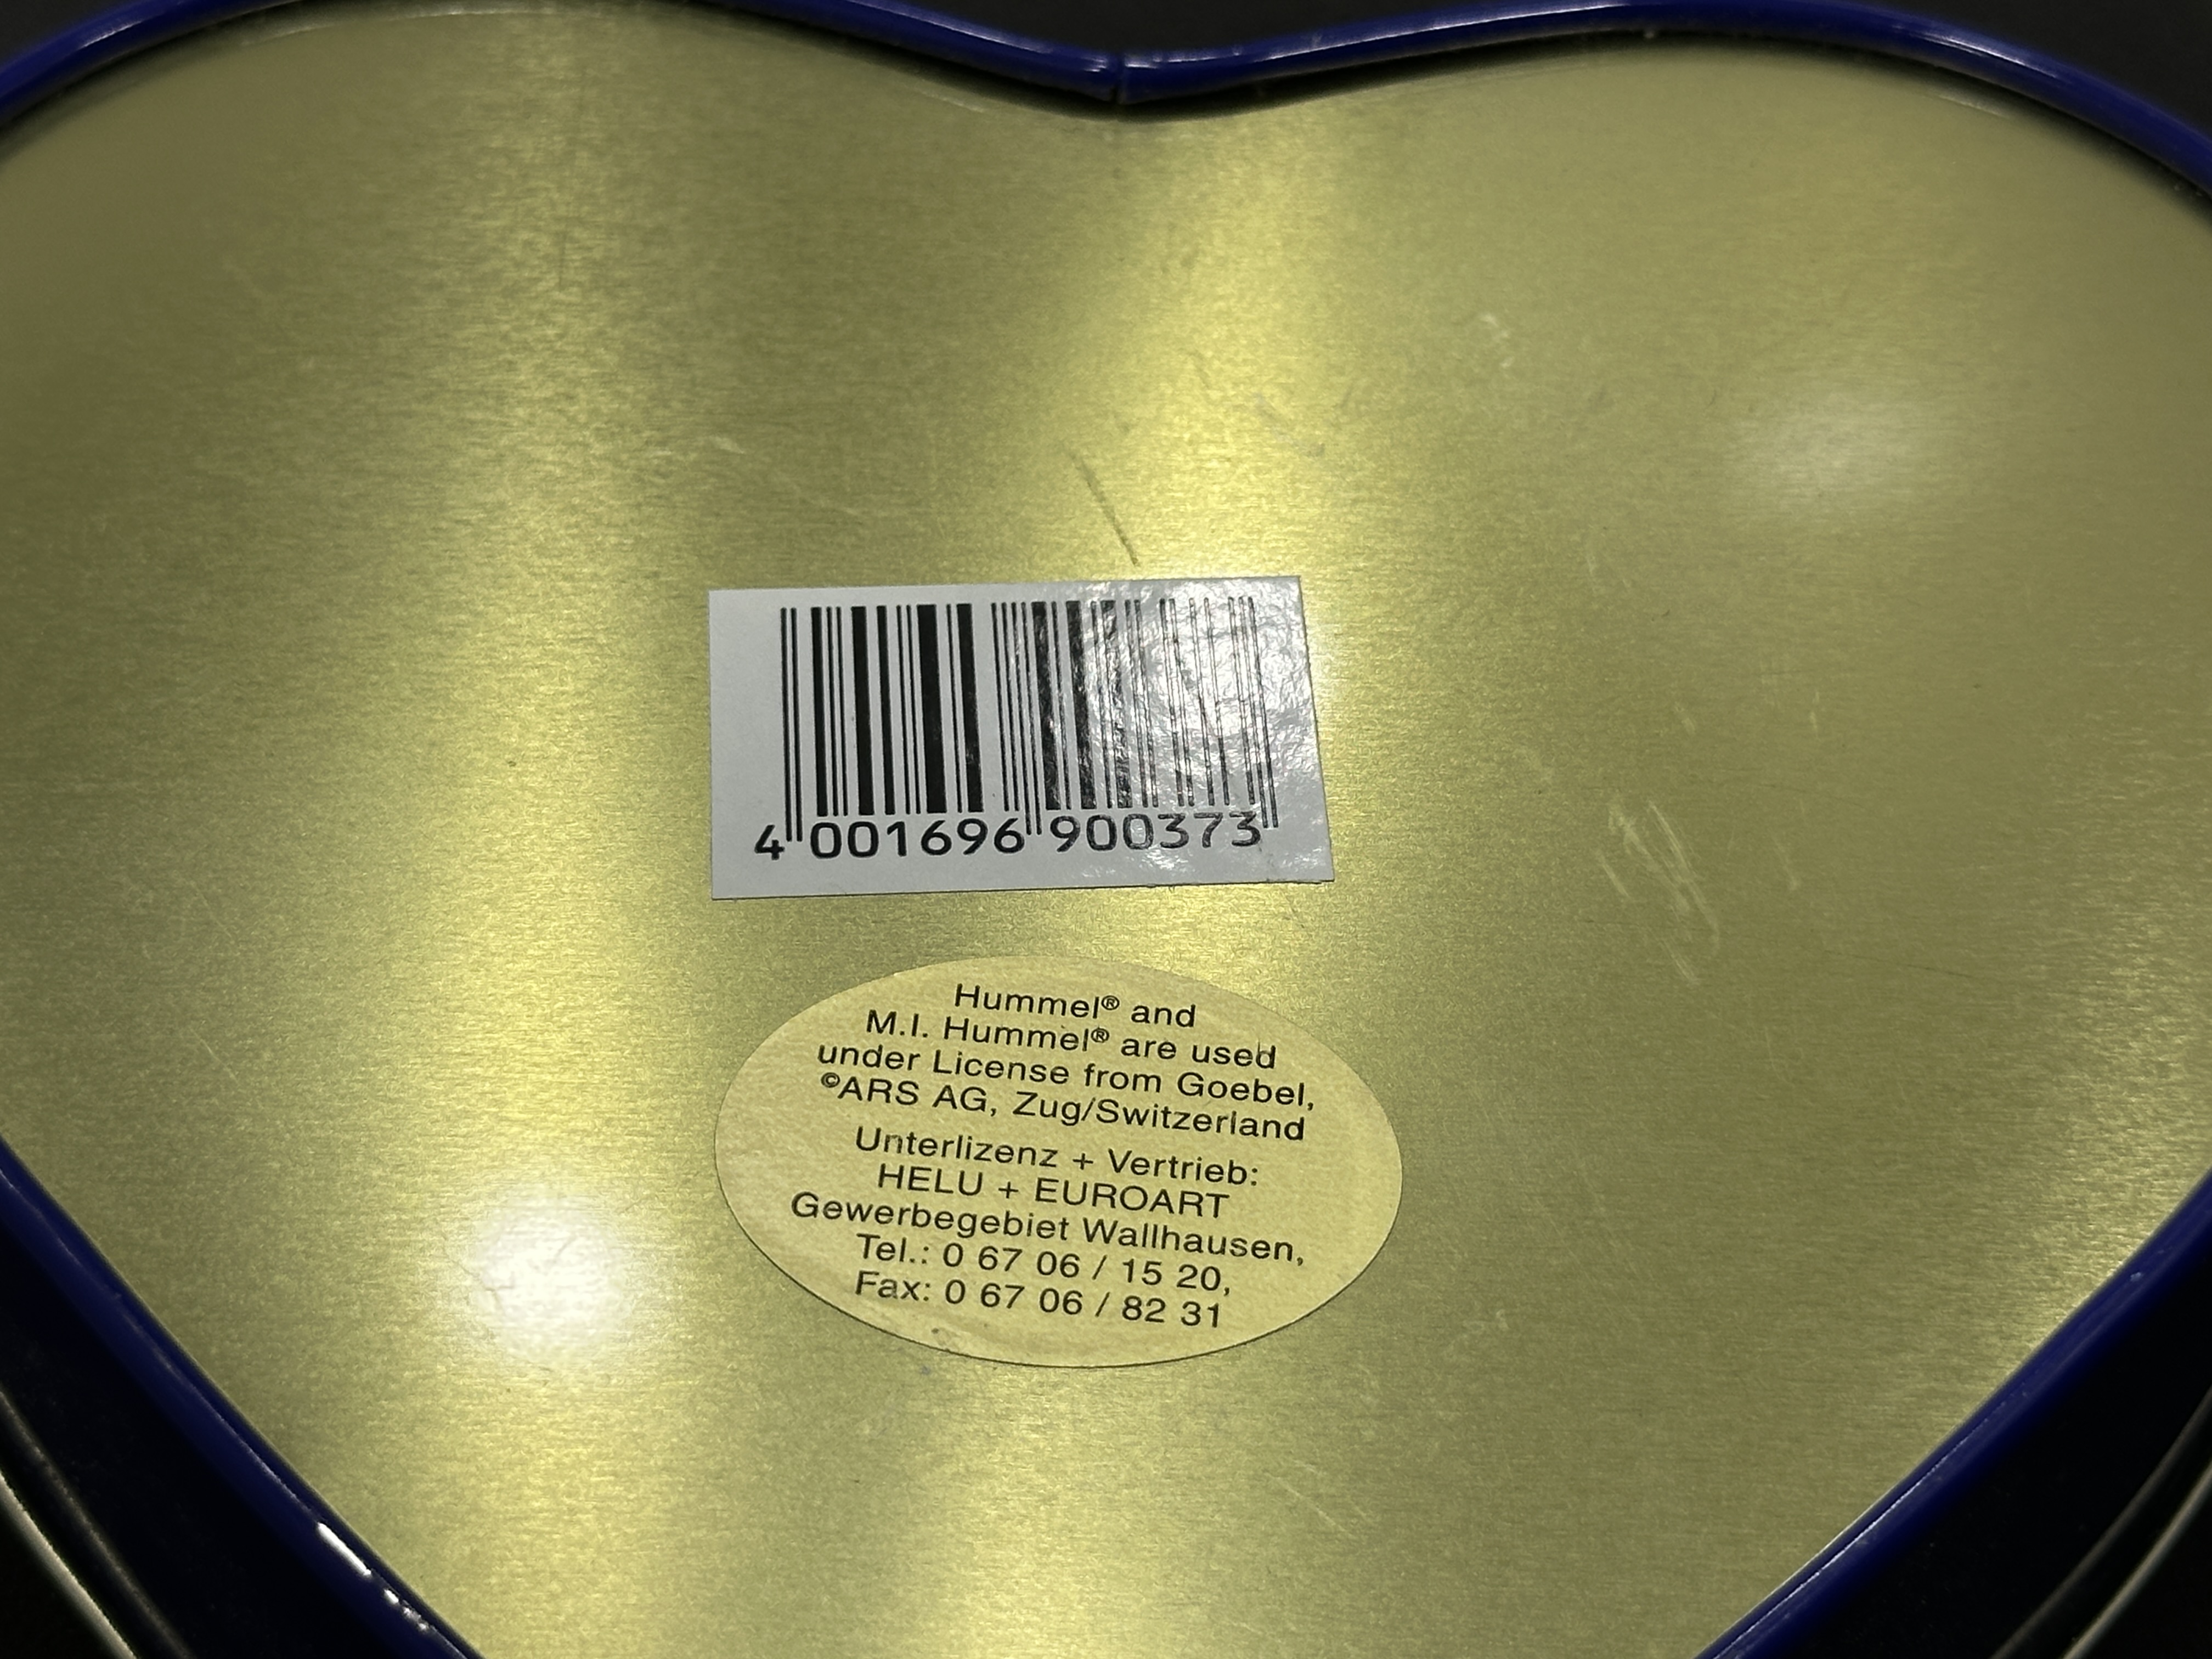 4 001696 900373
Hummel® and
M.I. Hummel® are used
under License from Goebel,
©ARS AG, Zug/Switzerland
Unterlizenz + Vertrieb:
HELU + EUROART
Gewerbegebiet Wallhausen,
Tel.: 0 67 06 / 15 20,
Fax: 0 67 06 / 82 31